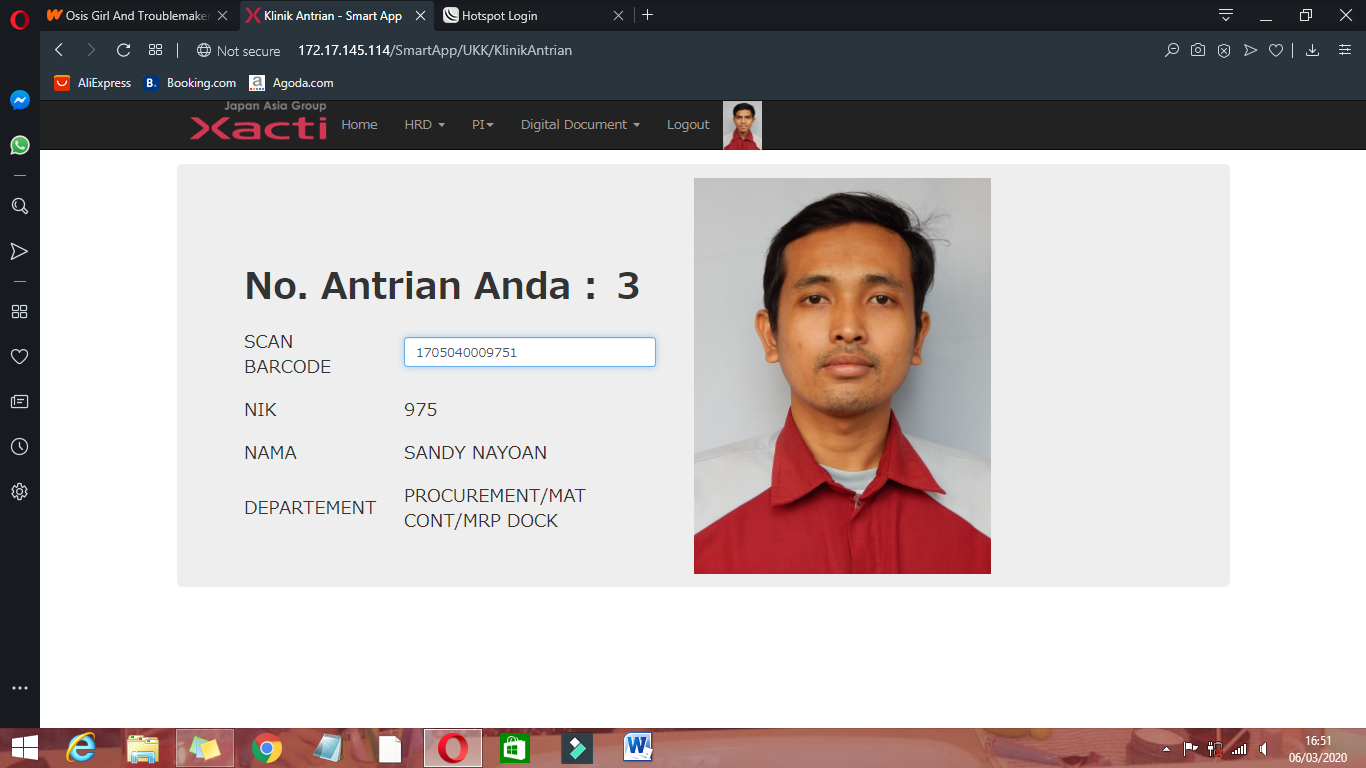 Osis Girl And Troublemake
Klinik Antrian - Smart App
Hotspot Login
Not secure 172.17.145.114/SmartApp/UKK/KlinikAntrian
AliExpress
B. Booking.com
a Agoda.com
Japan Asia Group
Xacti
Home
HRD
PI
Digital Document
Logout
No. Antrian Anda : 3
SCAN
BARCODE
1705040009751
NIK
975
NAMA
SANDY NAYOAN
DEPARTEMENT
PROCUREMENT/MAT
CONT/MRP DOCK
16:51
06/03/2020